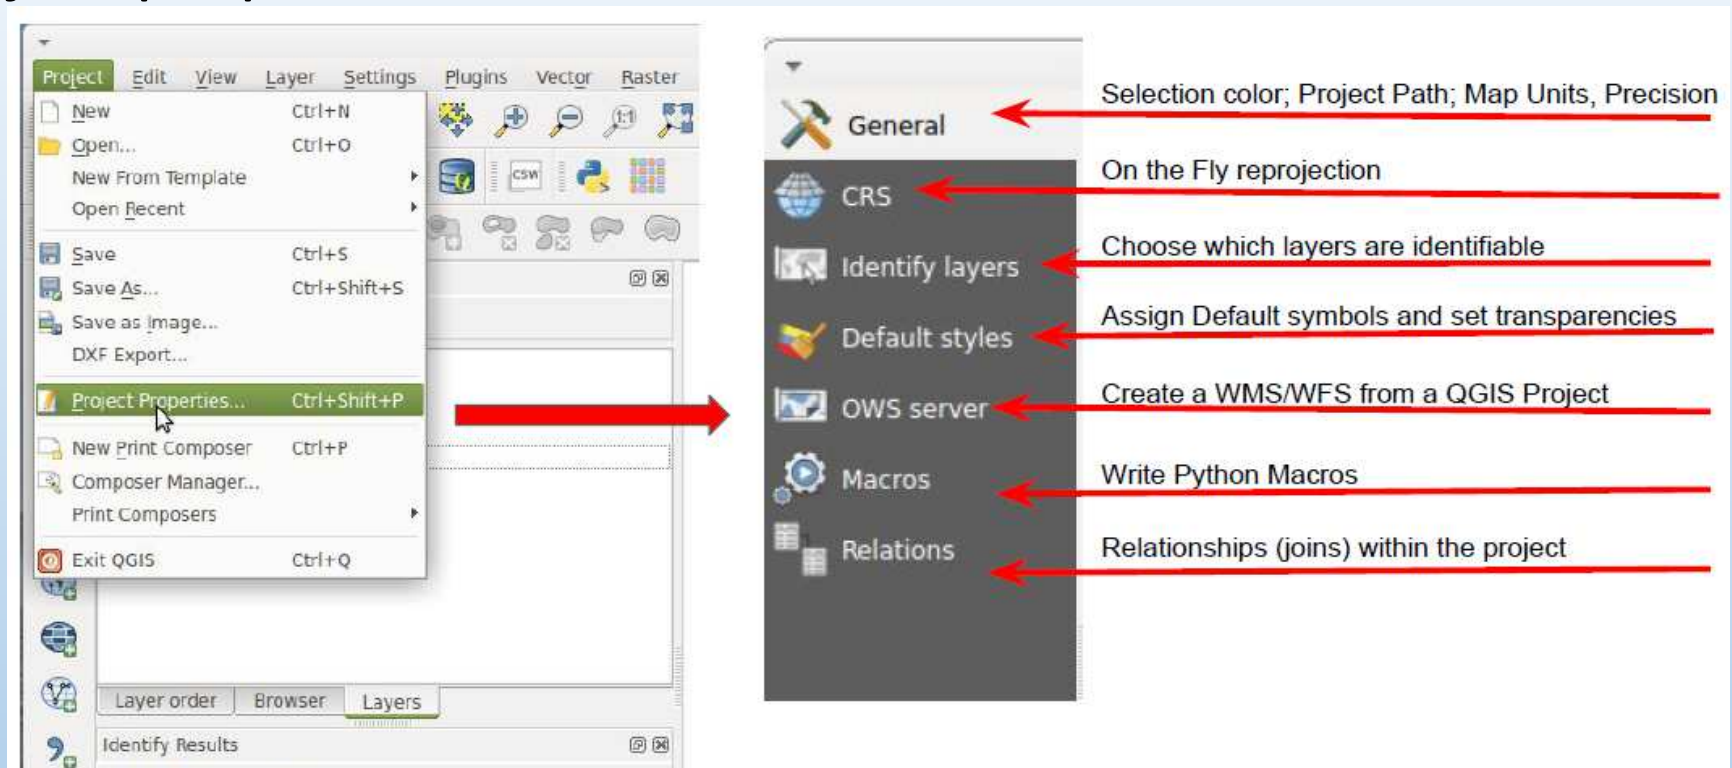 Project Edit View Layer Settings Plugins Vector Raster
New Ctrl+N
Open... Ctrl+O
New From Template
Open Recent
Save Ctrl+S
Save As... Ctrl+Shift+S
Save as Image...
DXF Export...
Project Properties... Ctrl+Shift+P
New Print Composer Ctrl+P
Composer Manager...
Print Composers
Exit QGIS Ctrl+Q
1:1
CSW
Layer order Browser Layers
Identify Results
General
Selection color; Project Path; Map Units, Precision
CRS
On the Fly reprojection
Identify layers
Choose which layers are identifiable
Default styles
Assign Default symbols and set transparencies
OWS server
Create a WMS/WFS from a QGIS Project
Macros
Write Python Macros
Relations
Relationships (joins) within the project